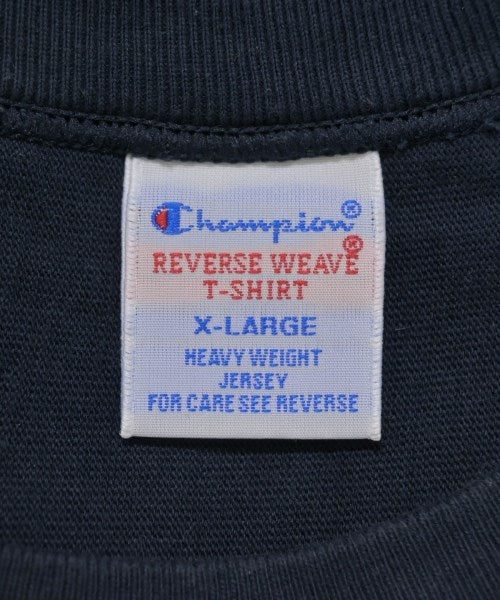 Champion®
REVERSE WEAVE®
T-SHIRT
X-LARGE
HEAVY WEIGHT
JERSEY
FOR CARE SEE REVERSE